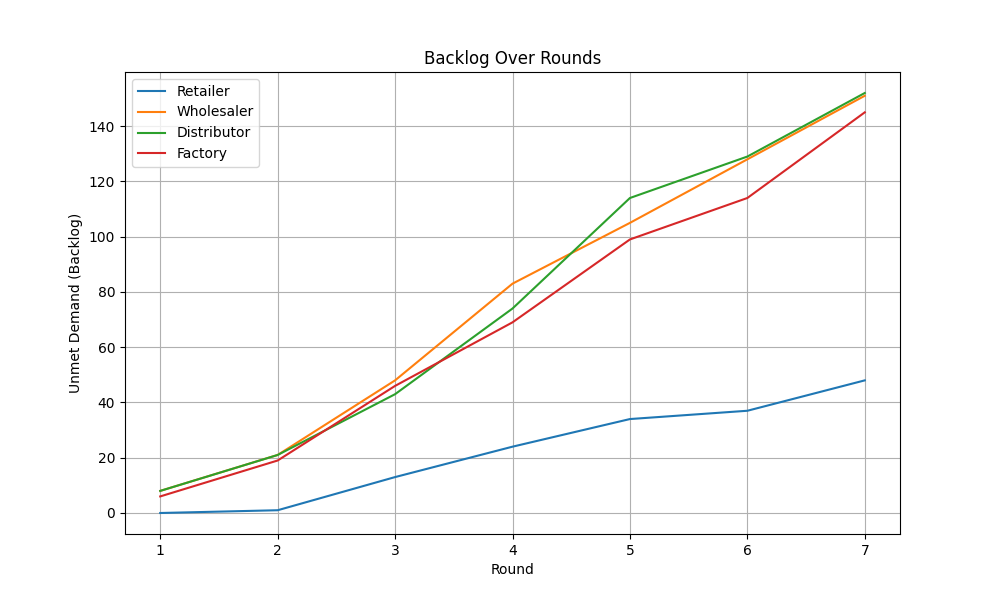 Backlog Over Rounds
Retailer
Wholesaler
Distributor
Factory
Unmet Demand (Backlog)
140
120
100
80
60
40
20
0
1 2 3 4 5 6 7
Round